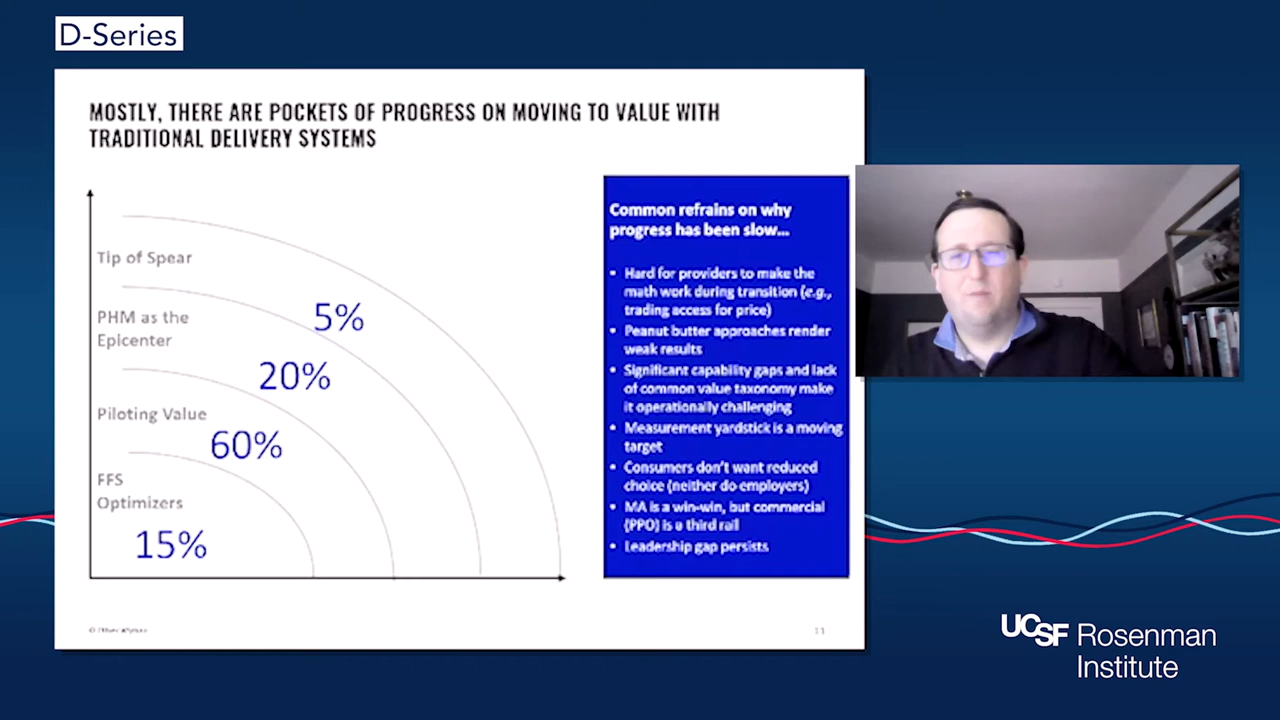 D-Series
MOSTLY, THERE ARE POCKETS OF PROGRESS ON MOVING TO VALUE WITH
TRADITIONAL DELIVERY SYSTEMS
Tip of Spear
5%
PHM as the
Epicenter
20%
Piloting Value
60%
FFS
Optimizers
15%
Common refrains on why
progress has been slow...
• Hard for providers to make the
math work during transition (e.g.,
trading access for price)
• Peanut butter approaches render
weak results
• Significant capability gaps and lack
of common value taxonomy make
it operationally challenging
• Measurement yardstick is a moving
target
• Consumers don't want reduced
choice (neither do employers)
• MA is a win-win, but commercial
(PPO) is a third rail
• Leadership gap persists
©
11
UCSF Rosenman
Institute